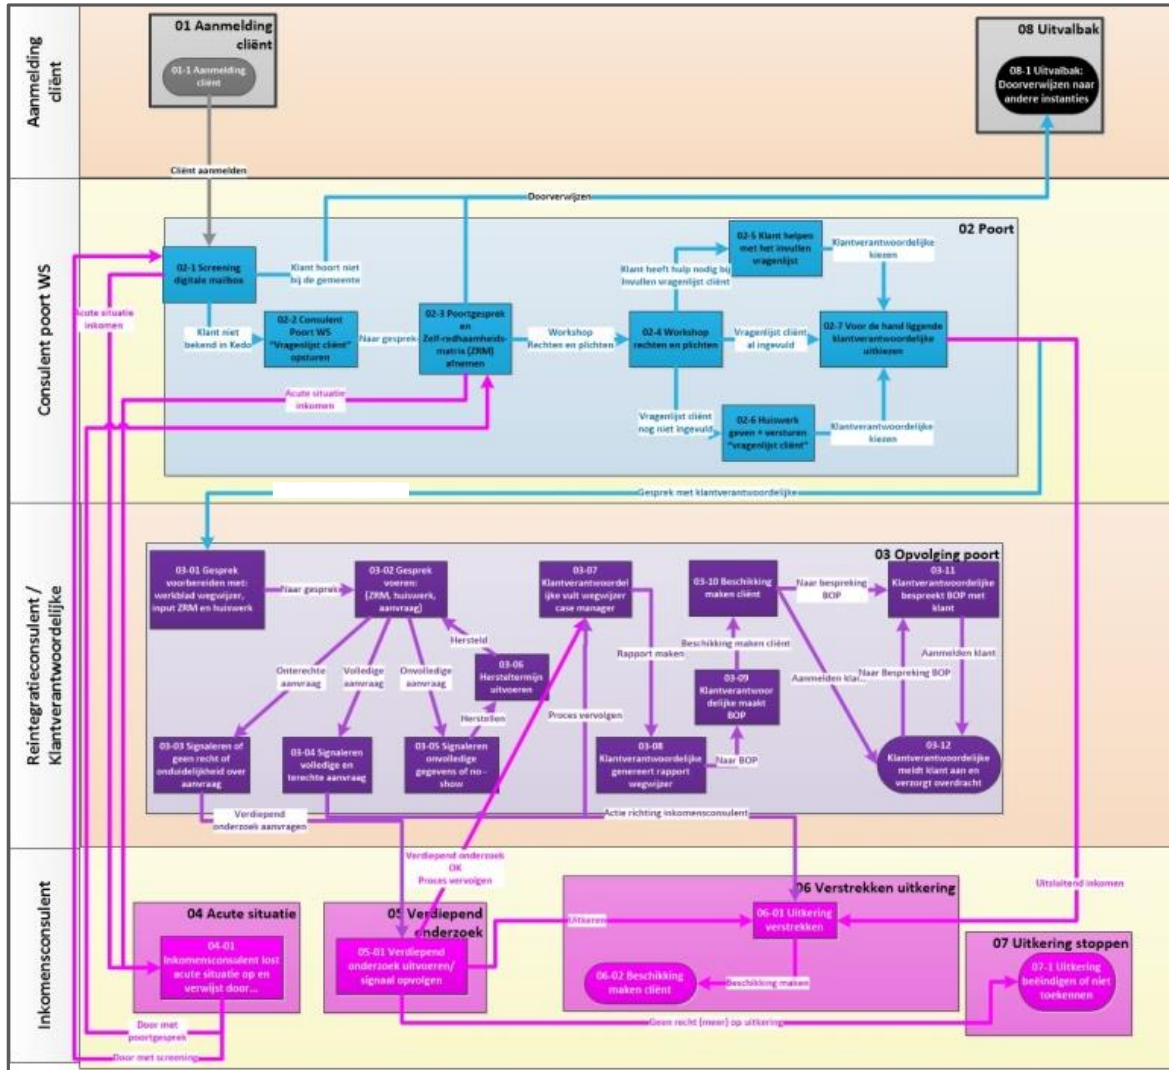 Aanmelding
cliënt
01 Aanmelding
cliënt
01-1 Aanmelding
cliënt
08 Uitvalbak
08-1 Uitvalbak:
Doorverwijzen naar
andere instanties
Cliënt aanmelden
Consulent poort WS
Doorverwijzen
02 Poort
02-1 Screening
digitale mailbox
Klant hoort niet
bij de gemeente
Acute situatie
inkomen
Klant niet
bekend in Kedo
02-2 Consulent
Poort WS
"Vragenlijst cliënt"
opsturen
Naar gesprek
02-3 Poortgesprek
en
Zelf-redhaamheids-
matrix (ZRM)
afnemen
Acute situatie
inkomen
Workshop
Rechten en plichten
02-4 Workshop
rechten en plichten
Klant heeft hulp nodig bij
Invullen vragenlijst cliënt
02-5 Klant helpen
met het invullen
vragenlijst
Klantverantwoordelijke
kiezen
Vragenlijst cliënt
al ingevuld
02-7 Voor de hand liggende
klantverantwoordelijke
uitkiezen
Vragenlijst cliënt
nog niet ingevuld
02-6 Huiswerk
geven + versturen
"vragenlijst cliënt"
Klantverantwoordelijke
kiezen
Gesprek met klantverantwoordelijke
Reïntegratieconsulent /
Klantverantwoordelijke
03 Opvolging poort
03-01 Gesprek
voorbereiden met:
werkblad wegwijzer,
input ZRM en huiswerk
Naar gesprek
03-02 Gesprek
voeren:
(ZRM, huiswerk,
aanvraag)
03-07
Klantverantwoordel
ijke vult wegwijzer
case manager
03-10 Beschikking
maken cliënt
Naar bespreking
BOP
03-11
Klantverantwoordelijke
bespreekt BOP met
klant
Hersteld
03-06
Hersteltermijn
uitvoeren
Onterechte
aanvraag
Volledige
aanvraag
Onvolledige
aanvraag
Herstellen
Rapport maken
Beschikking maken cliënt
03-09
Klantverantwoor
delijke maakt
BOP
Aanmelden klant
Naar Bespreking BOP
Aanmelden klant
Proces vervolgen
03-03 Signaleren of
geen recht of
onduidelijkheid over
aanvraag
03-04 Signaleren
volledige en
terechte aanvraag
03-05 Signaleren
onvolledige
gegevens of no-
show
03-08
Klantverantwoordelijke
genereert rapport
wegwijzer
Naar BOP
03-12
Klantverantwoordelijke
meldt klant aan en
verzorgt overdracht
Verdiepend
onderzoek aanvragen
Actie richting inkomensconsulent
Inkomensconsulent
Verdiepend onderzoek
OK
Proces vervolgen
Uitsluitend inkomen
04 Acute situatie
04-01
Inkomensconsulent lost
acute situatie op en
verwijst door...
05 Verdiepend
onderzoek
05-01 Verdiepend
onderzoek uitvoeren/
signaal opvolgen
Uitkeren
06 Verstrekken uitkering
06-01 Uitkering
verstrekken
06-02 Beschikking
maken cliënt
Beschikking maken
07 Uitkering stoppen
07-1 Uitkering
beëindigen of niet
toekennen
Geen recht (meer) op uitkering
Door met
poortgesprek
Door met screening